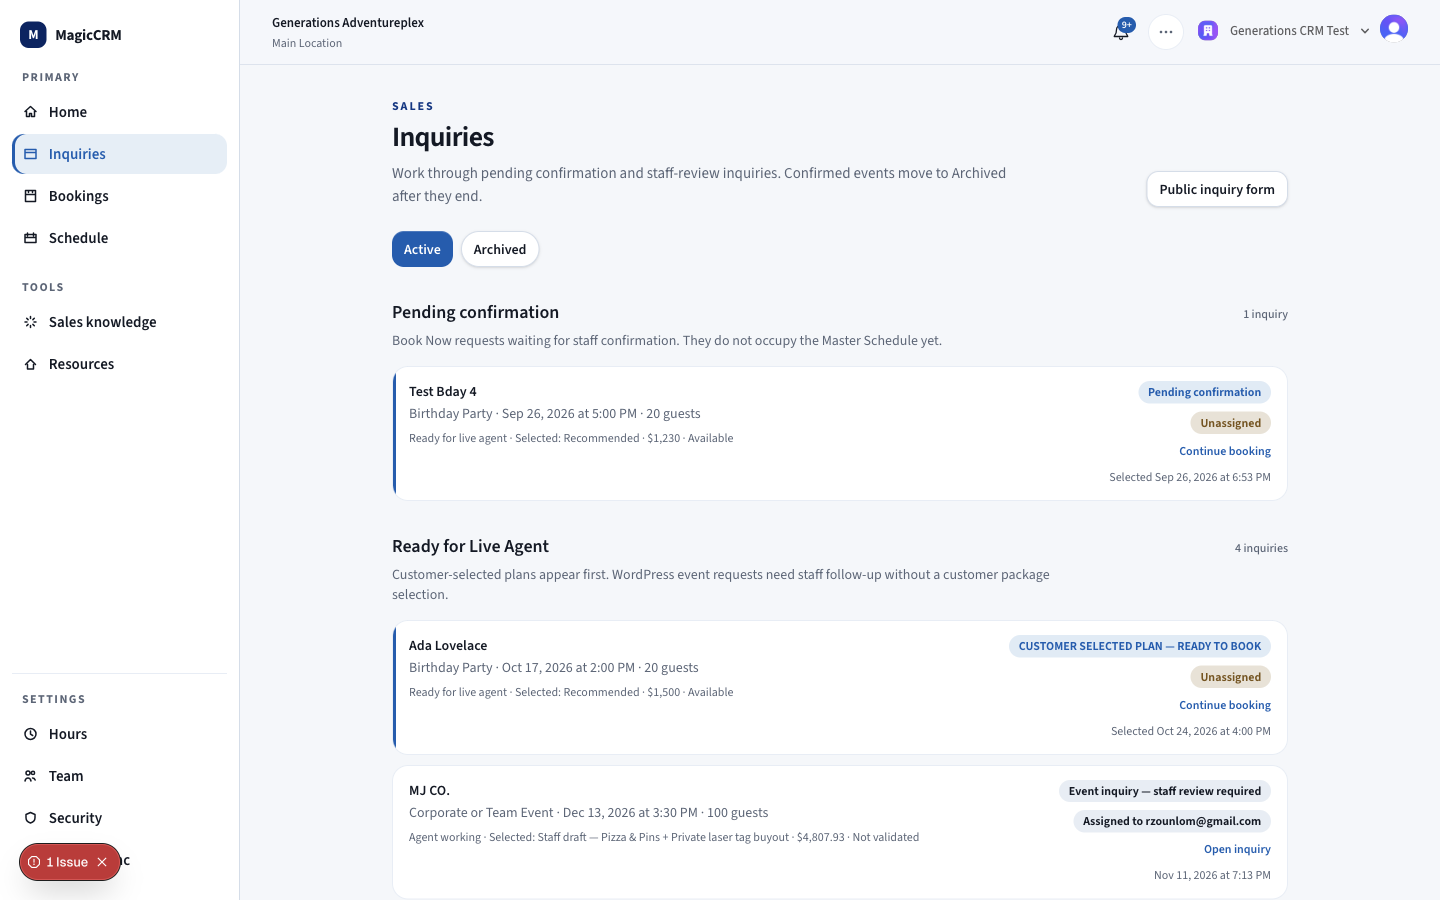 M MagicCRM
PRIMARY
Home
Inquiries
Bookings
Schedule
TOOLS
Sales knowledge
Resources
SETTINGS
Hours
Team
Security
1 Issue
Generations Adventureplex
Main Location
9+
Generations CRM Test
SALES
Inquiries
Work through pending confirmation and staff-review inquiries. Confirmed events move to Archived
after they end.
Public inquiry form
Active
Archived
Pending confirmation
1 inquiry
Book Now requests waiting for staff confirmation. They do not occupy the Master Schedule yet.
Test Bday 4
Birthday Party · Sep 26, 2026 at 5:00 PM · 20 guests
Ready for live agent · Selected: Recommended · $1,230 · Available
Pending confirmation
Unassigned
Continue booking
Selected Sep 26, 2026 at 6:53 PM
Ready for Live Agent
4 inquiries
Customer-selected plans appear first. WordPress event requests need staff follow-up without a customer package
selection.
Ada Lovelace
Birthday Party · Oct 17, 2026 at 2:00 PM · 20 guests
Ready for live agent · Selected: Recommended · $1,500 · Available
CUSTOMER SELECTED PLAN — READY TO BOOK
Unassigned
Continue booking
Selected Oct 24, 2026 at 4:00 PM
MJ CO.
Corporate or Team Event · Dec 13, 2026 at 3:30 PM · 100 guests
Agent working · Selected: Staff draft — Pizza & Pins + Private laser tag buyout · $4,807.93 · Not validated
Event inquiry — staff review required
Assigned to rzounlom@gmail.com
Open inquiry
Nov 11, 2026 at 7:13 PM